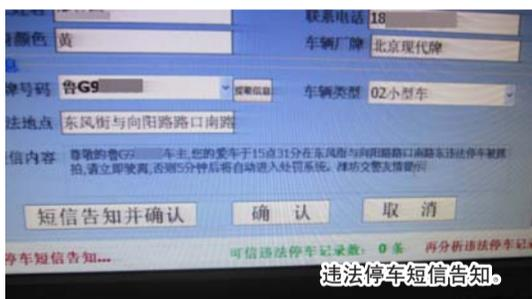 联系电话 18
颜色 黄 车辆厂牌 北京现代牌
号码 鲁G9 提取信息 车辆类型 02小型车
法地点 东风街与向阳路路口南路
信内容 尊敬的鲁G9 车主,您的爱车于15点31分在东风街与向阳路路口南路东违法停车被抓
拍,请立即驶离,否则5分钟后将自动进入处罚系统。潍坊交警友情提示
短信告知并确认 确 认 取 消
停车短信告知... 可信违法停车记录数: 0 条 再分析违法停车记
违法停车短信告知。